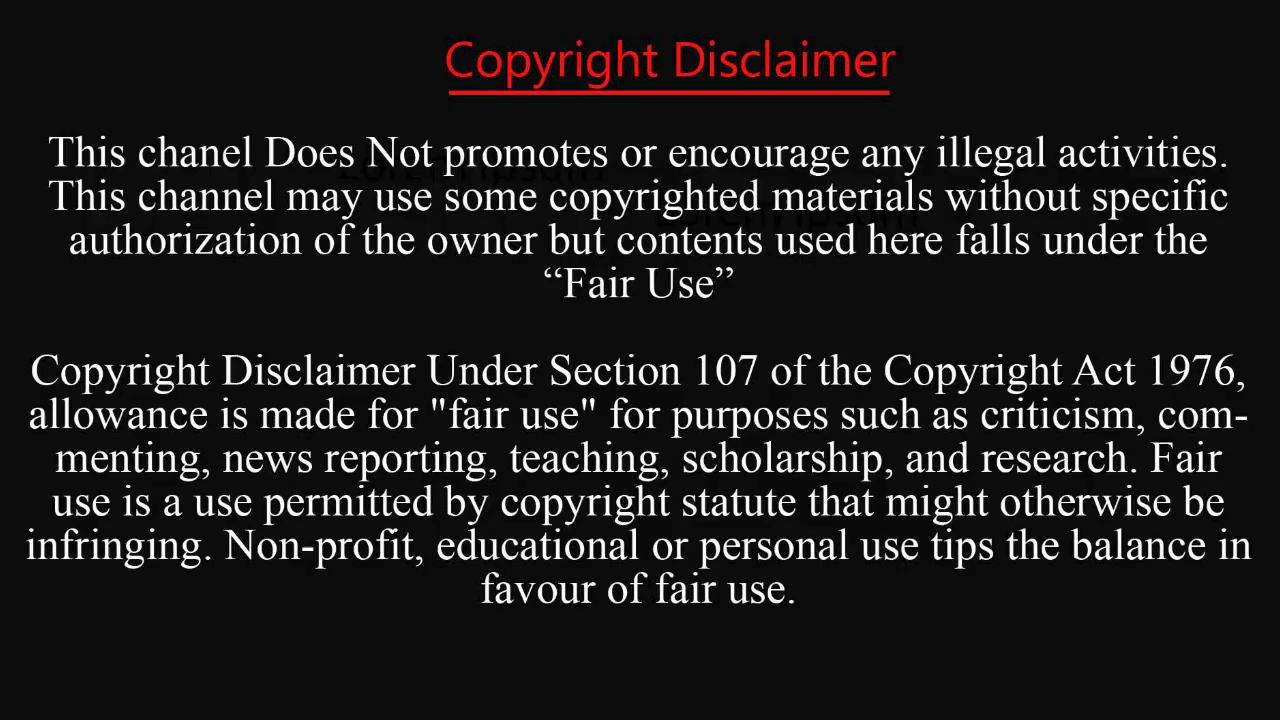 Copyright Disclaimer
This chanel Does Not promotes or encourage any illegal activities.
This channel may use some copyrighted materials without specific
authorization of the owner but contents used here falls under the
“Fair Use”
Copyright Disclaimer Under Section 107 of the Copyright Act 1976,
allowance is made for "fair use" for purposes such as criticism, com-
menting, news reporting, teaching, scholarship, and research. Fair
use is a use permitted by copyright statute that might otherwise be
infringing. Non-profit, educational or personal use tips the balance in
favour of fair use.